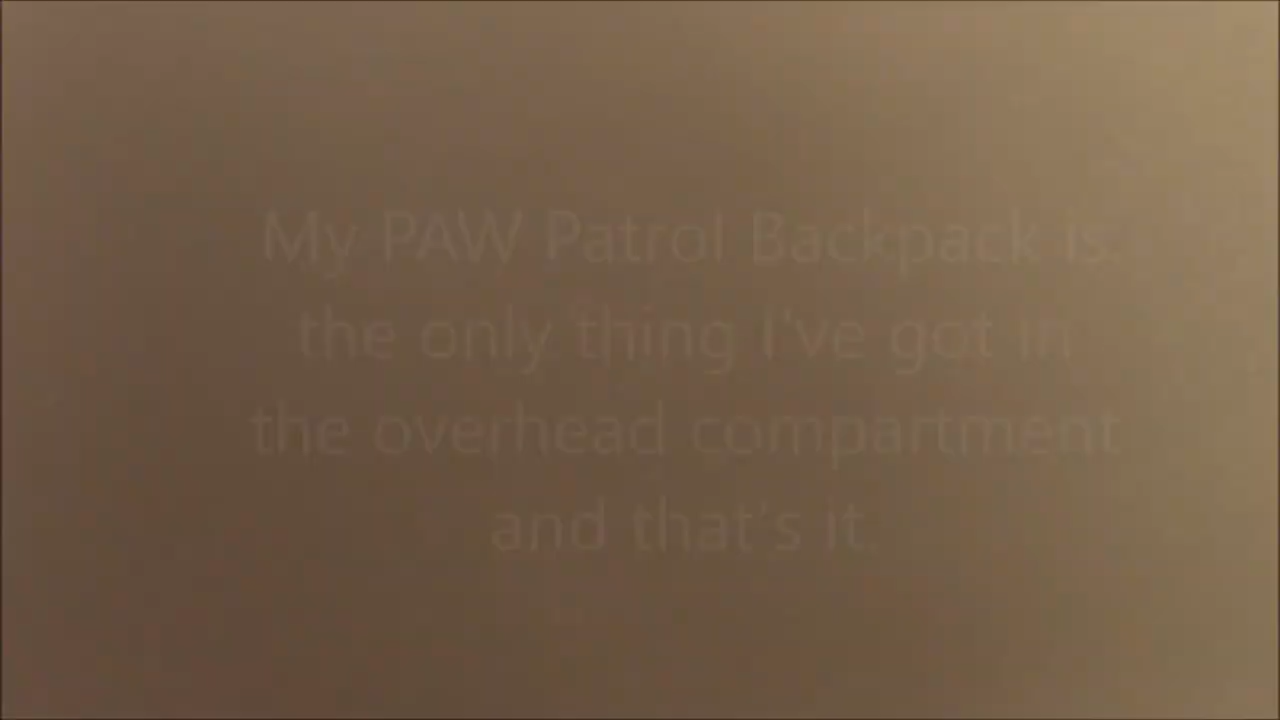 My PAW Patrol Backpack is
the only thing I've got in
the overhead compartment
and that's it